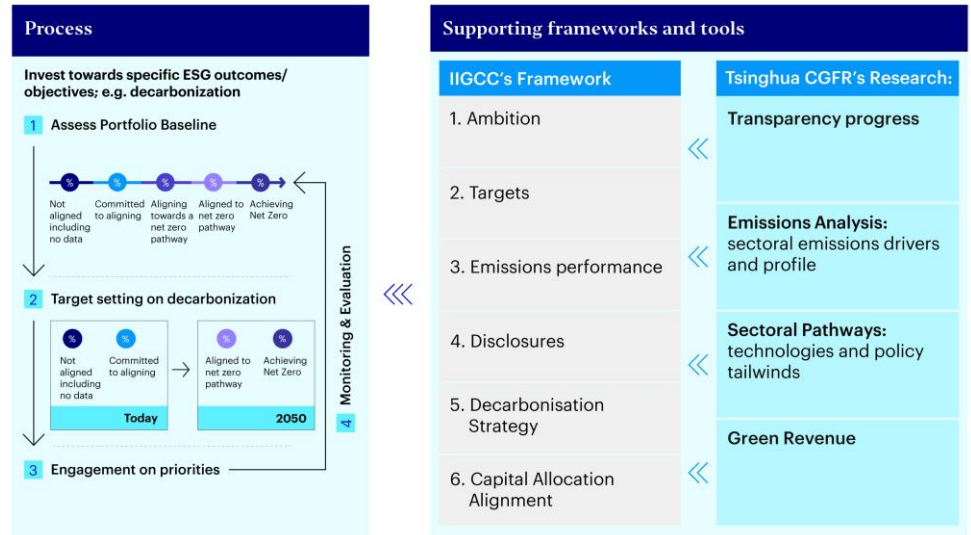 Process
Invest towards specific ESG outcomes/
objectives; e.g. decarbonization
1 Assess Portfolio Baseline
% % % % %
Not
aligned
including
no data
Committed
to aligning
Aligning
towards a
net zero
pathway
Aligned to
net zero
pathway
Achieving
Net Zero
2 Target setting on decarbonization
% %
Not
aligned
including
no data
Committed
to aligning
Today
% %
Aligned to
net zero
pathway
Achieving
Net Zero
2050
3 Engagement on priorities
4 Monitoring & Evaluation
Supporting frameworks and tools
IIGCC's Framework
1. Ambition
2. Targets
3. Emissions performance
4. Disclosures
5. Decarbonisation
Strategy
6. Capital Allocation
Alignment
Tsinghua CGFR's Research:
Transparency progress
Emissions Analysis:
sectoral emissions drivers
and profile
Sectoral Pathways:
technologies and policy
tailwinds
Green Revenue